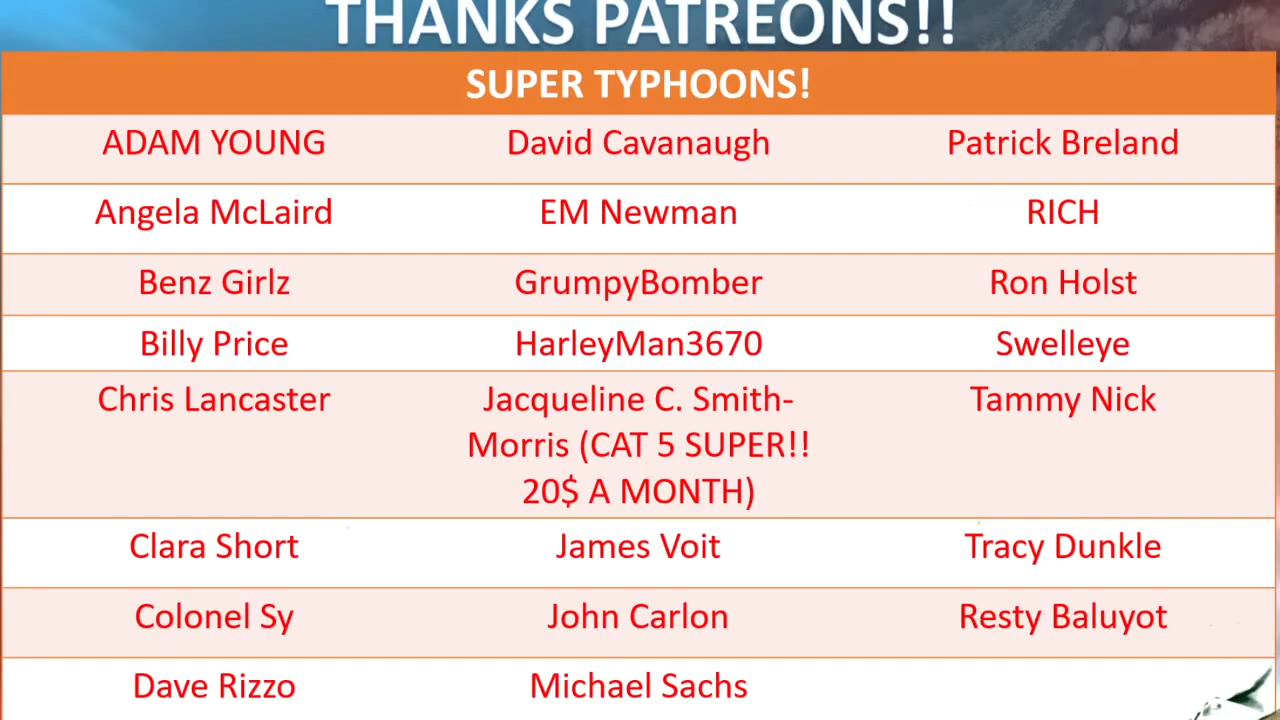 THANKS PATREONS!!
SUPER TYPHOONS!
ADAM YOUNG David Cavanaugh Patrick Breland
Angela McLaird EM Newman RICH
Benz Girlz GrumpyBomber Ron Holst
Billy Price HarleyMan3670 Swelleye
Chris Lancaster Jacqueline C. Smith- Tammy Nick
Morris (CAT 5 SUPER!!
20$ A MONTH)
Clara Short James Voit Tracy Dunkle
Colonel Sy John Carlon Resty Baluyot
Dave Rizzo Michael Sachs